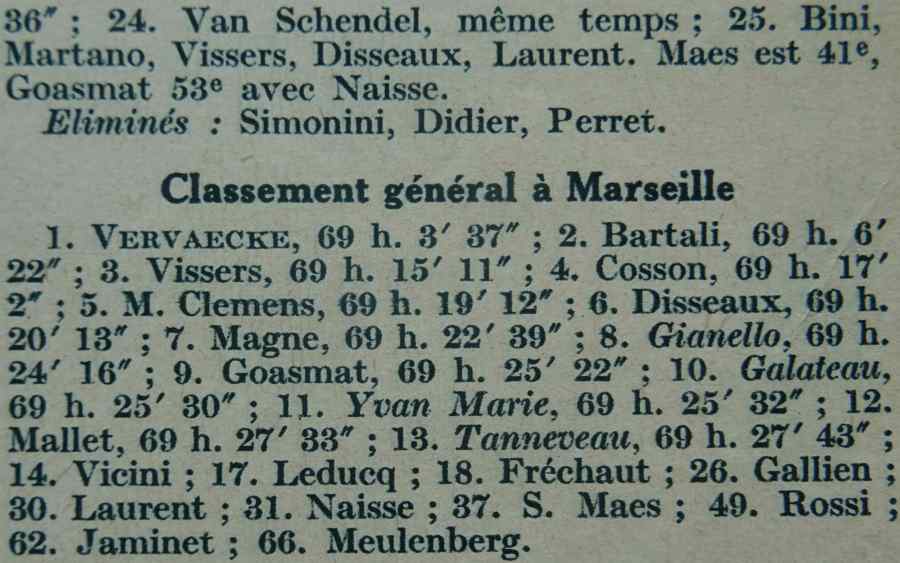 36″ ; 24. Van Schendel, même temps ; 25. Bini,
Martano, Vissers, Disseaux, Laurent. Maes est 41e,
Goasmat 53e avec Naisse.
Eliminés : Simonini, Didier, Perret.
Classement général à Marseille
1. VERVAECKE, 69 h. 3′ 37″ ; 2. Bartali, 69 h. 6′
22″ ; 3. Vissers, 69 h. 15′ 11″ ; 4. Cosson, 69 h. 17′
2″ ; 5. M. Clemens, 69 h. 19′ 12″ ; 6. Disseaux, 69 h.
20′ 13″ ; 7. Magne, 69 h. 22′ 39″ ; 8. Gianello, 69 h.
24′ 16″ ; 9. Goasmat, 69 h. 25′ 22″ ; 10. Galateau,
69 h. 25′ 30″ ; 11. Yvan Marie, 69 h. 25′ 32″ ; 12.
Mallet, 69 h. 27′ 33″ ; 13. Tanneveau, 69 h. 27′ 43″ ;
14. Vicini ; 17. Leducq ; 18. Fréchaut ; 26. Gallien ;
30. Laurent ; 31. Naisse ; 37. S. Maes ; 49. Rossi ;
62. Jaminet ; 66. Meulenberg.